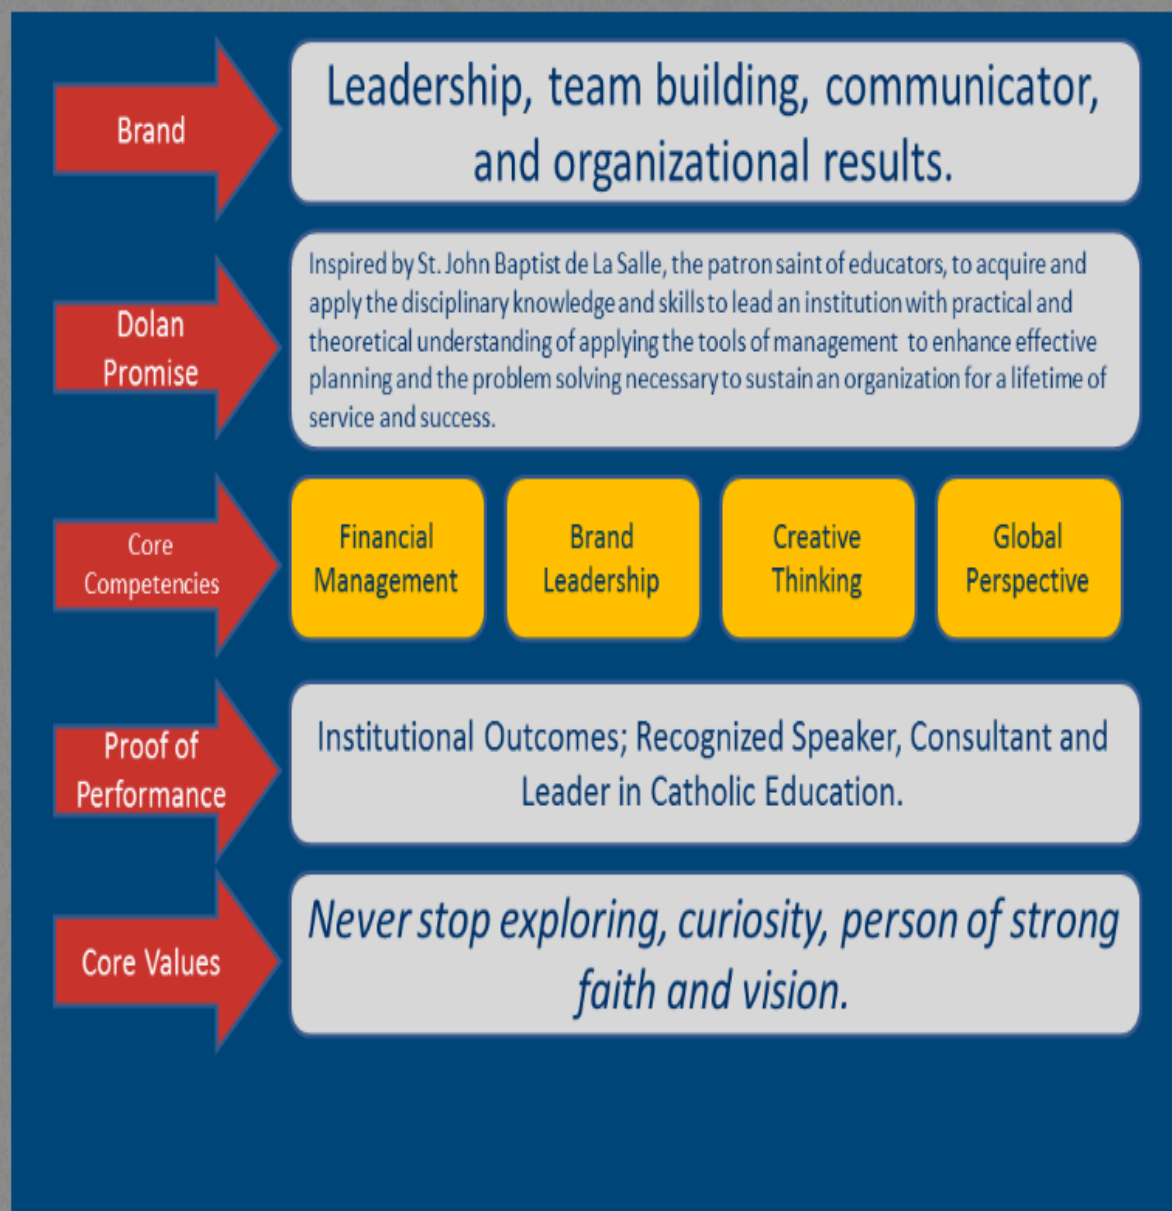 Brand
Leadership, team building, communicator,
and organizational results.
Dolan
Promise
Inspired by St. John Baptist de La Salle, the patron saint of educators, to acquire and
apply the disciplinary knowledge and skills to lead an institution with practical and
theoretical understanding of applying the tools of management to enhance effective
planning and the problem solving necessary to sustain an organization for a lifetime of
service and success.
Core
Competencies
Financial
Management
Brand
Leadership
Creative
Thinking
Global
Perspective
Proof of
Performance
Institutional Outcomes; Recognized Speaker, Consultant and
Leader in Catholic Education.
Core Values
Never stop exploring, curiosity, person of strong
faith and vision.